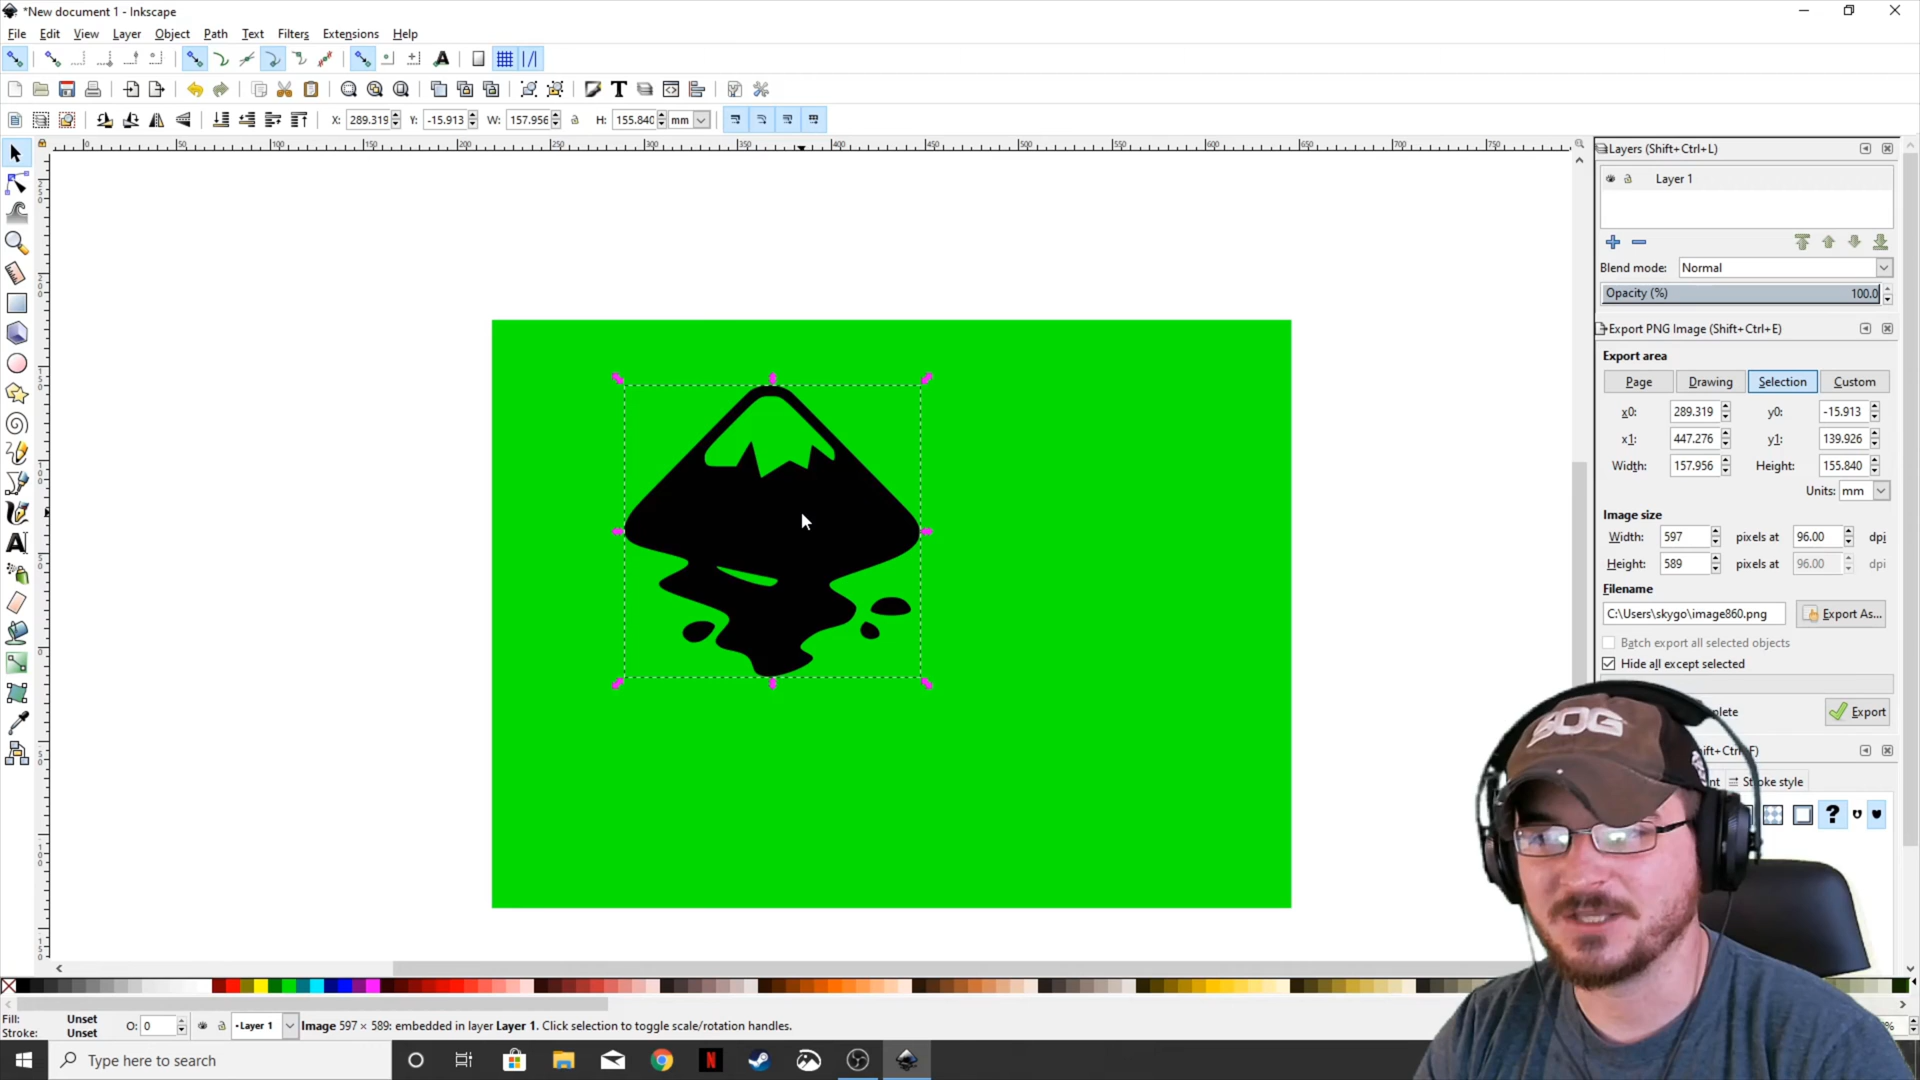 *New document 1 - Inkscape
File Edit View Layer Object Path Text Filters Extensions Help
X: 289.319 Y: -15.913 W: 157.956 H: 155.840 mm
Layers (Shift+Ctrl+L)
Layer 1
Blend mode: Normal
Opacity (%) 100.0
Export PNG Image (Shift+Ctrl+E)
Export area
Page Drawing Selection Custom
x0: 289.319 y0: -15.913
x1: 447.276 y1: 139.926
Width: 157.956 Height: 155.840
Units: mm
Image size
Width: 597 pixels at 96.00 dpi
Height: 589 pixels at 96.00 dpi
Filename
C:\Users\skygo\image860.png Export As...
Batch export all selected objects
Hide all except selected
Export
Stroke style
SOG
Fill: Unset
Stroke: Unset
O: 0 •Layer 1 Image 597 × 589: embedded in layer Layer 1. Click selection to toggle scale/rotation handles.
Type here to search